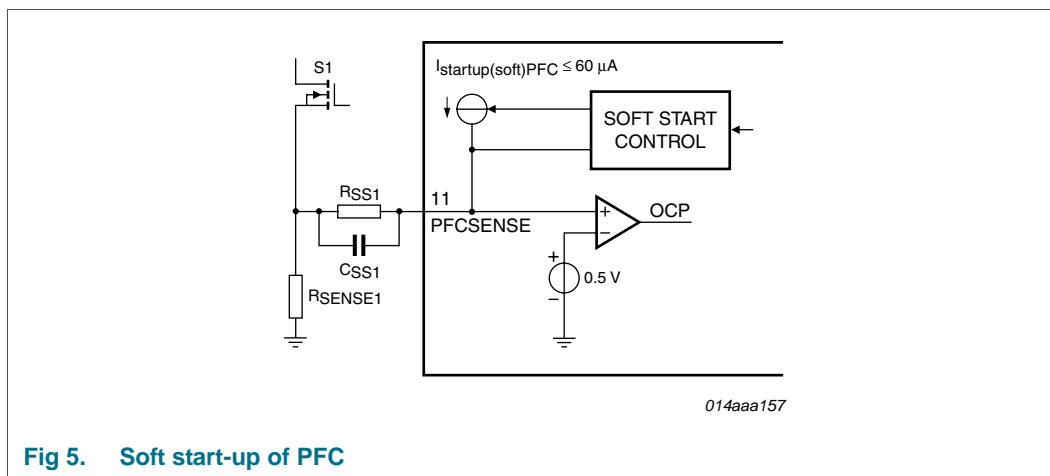 Istartup(soft)PFC ≤ 60 μA
S1
SOFT START
CONTROL
RSS1
11
PFCSENSE
OCP
CSS1
0.5 V
RSENSE1
014aaa157
Fig 5. Soft start-up of PFC